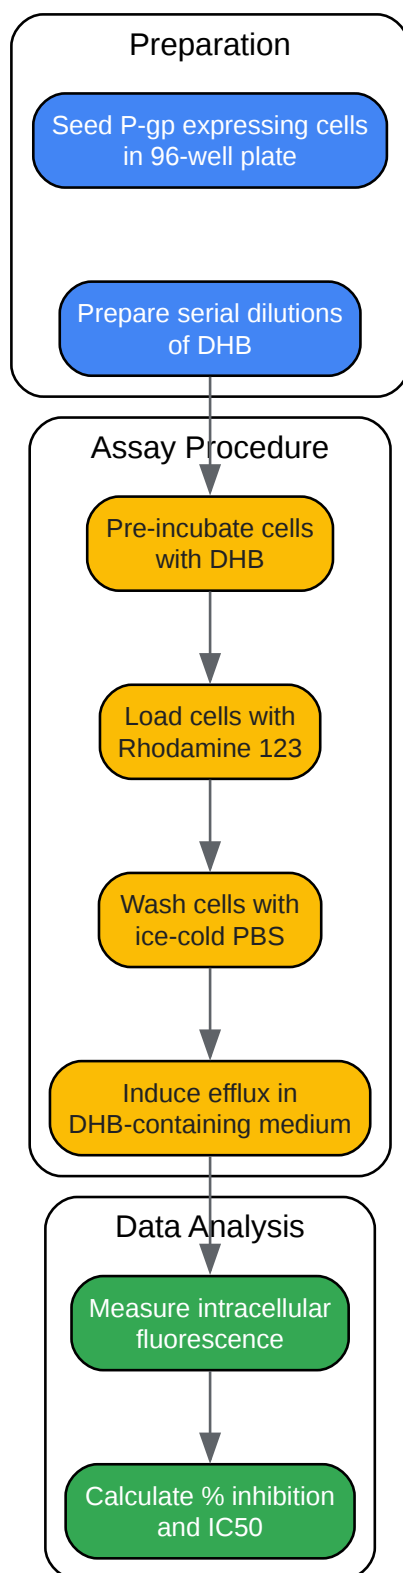 Preparation
Seed P-gp expressing cells
in 96-well plate
Prepare serial dilutions
of DHB
Assay Procedure
Pre-incubate cells
with DHB
Load cells with
Rhodamine 123
Wash cells with
ice-cold PBS
Induce efflux in
DHB-containing medium
Data Analysis
Measure intracellular
fluorescence
Calculate % inhibition
and IC50